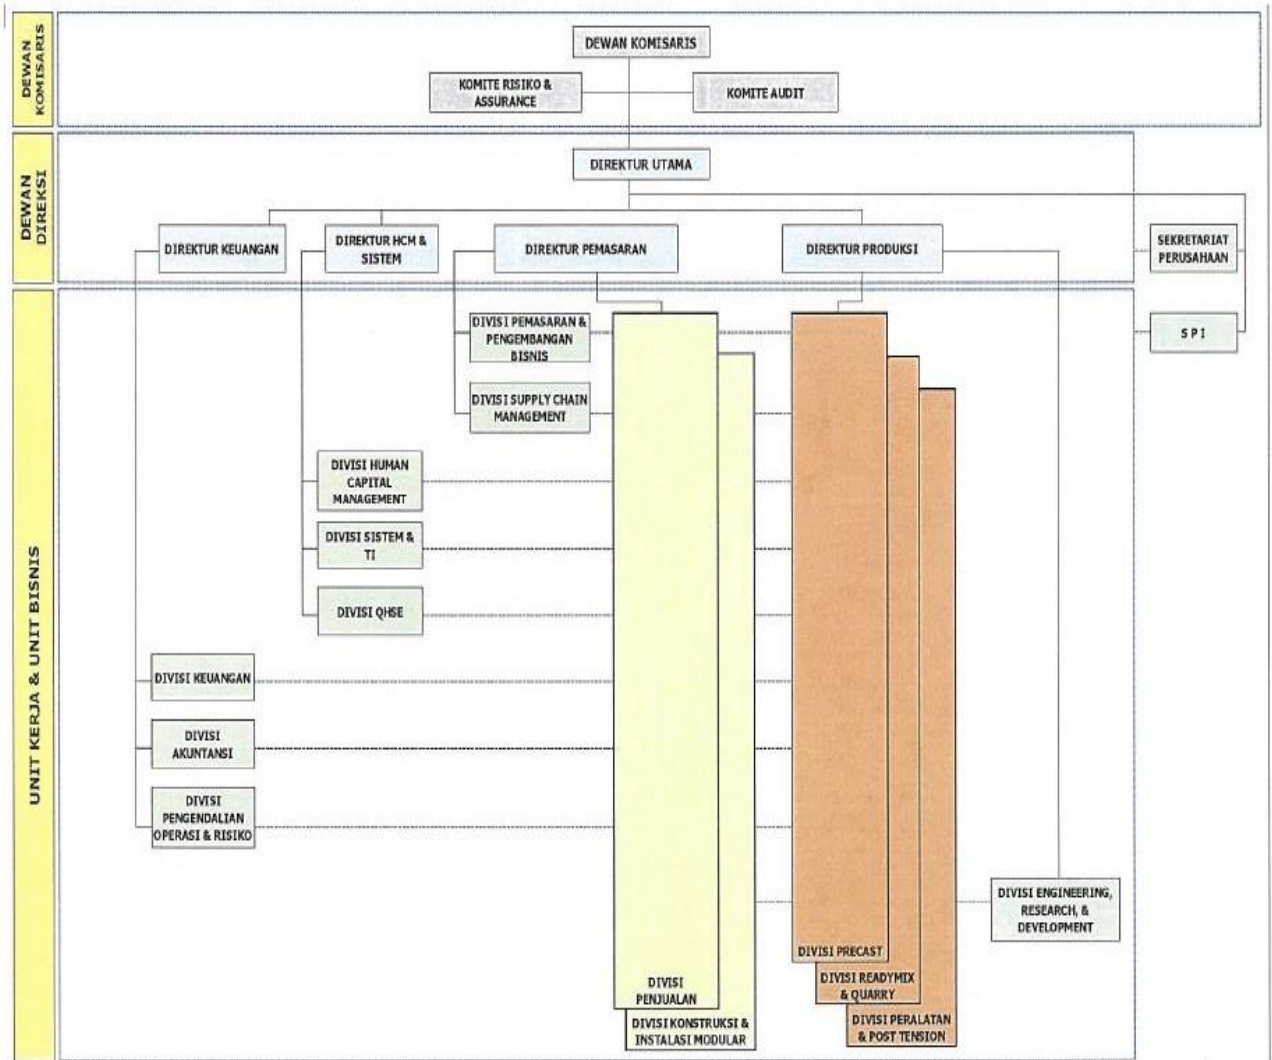 DEWAN
KOMISARIS
DEWAN KOMISARIS
KOMITE RISIKO &
ASSURANCE
KOMITE AUDIT
DEWAN
DIREKSI
DIREKTUR UTAMA
DIREKTUR KEUANGAN
DIREKTUR HCM &
SISTEM
DIREKTUR PEMASARAN
DIREKTUR PRODUKSI
SEKRETARIAT
PERUSAHAAN
UNIT KERJA & UNIT BISNIS
DIVISI PEMASARAN &
PENGEMBANGAN
BISNIS
S P I
DIVISI SUPPLY CHAIN
MANAGEMENT
DIVISI HUMAN
CAPITAL
MANAGEMENT
DIVISI SISTEM &
TI
DIVISI QHSE
DIVISI KEUANGAN
DIVISI
AKUNTANSI
DIVISI
PENGENDALIAN
OPERASI & RISIKO
DIVISI ENGINEERING,
RESEARCH, &
DEVELOPMENT
DIVISI PRECAST
DIVISI READYMIX
& QUARRY
DIVISI
PENJUALAN
DIVISI KONSTRUKSI &
INSTALASI MODULAR
DIVISI PERALATAN
& POST TENSION